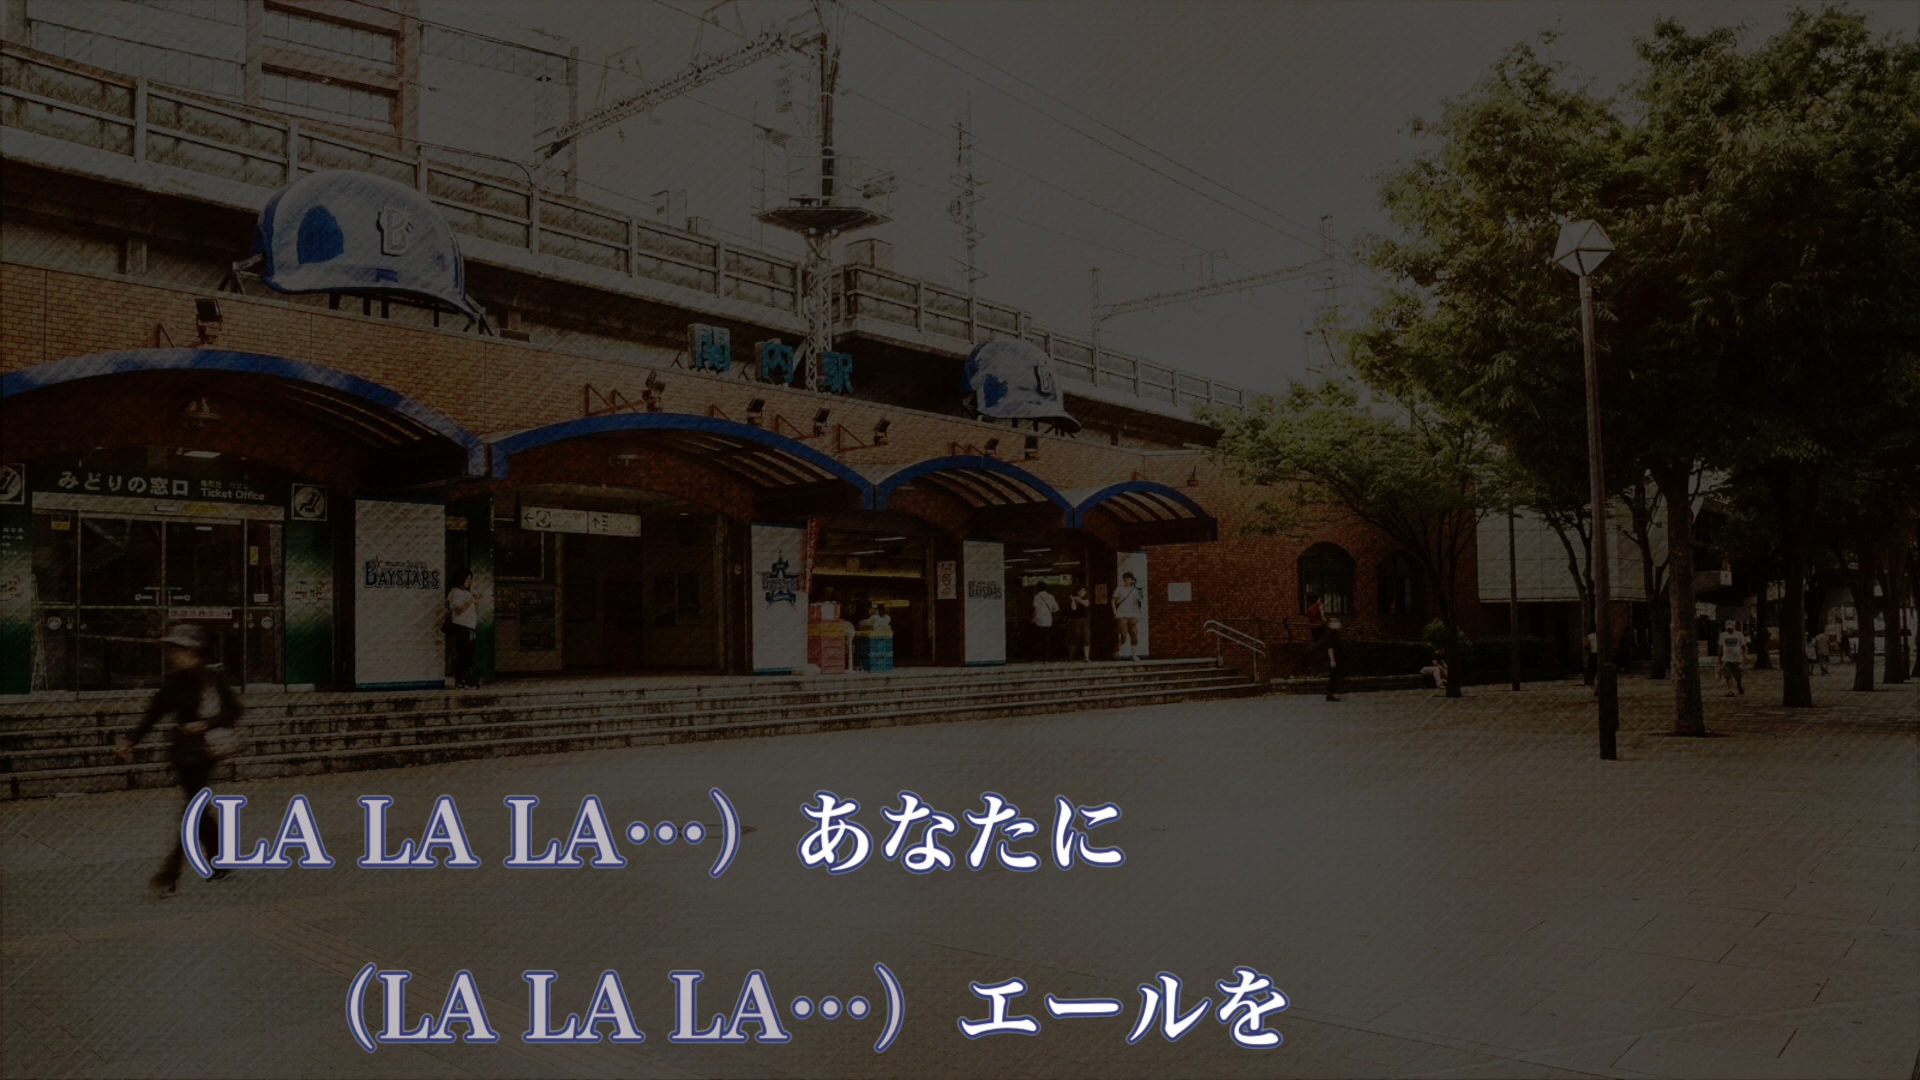 関内駅
みどりの窓口
Ticket Office
BAYSTARS
BAYSTARS
(LA LA LA…) あなたに
(LA LA LA…) エールを